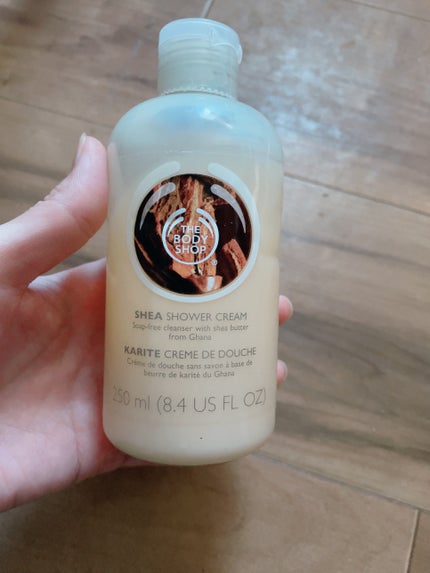 THE
BODY
SHOP
SHEA SHOWER CREAM
Soap-free cleanser with shea butter
from Ghana
KARITE CREME DE DOUCHE
Crème de douche sans savon à base de
beurre de karité du Ghana
250 ml (8.4 US FL OZ)